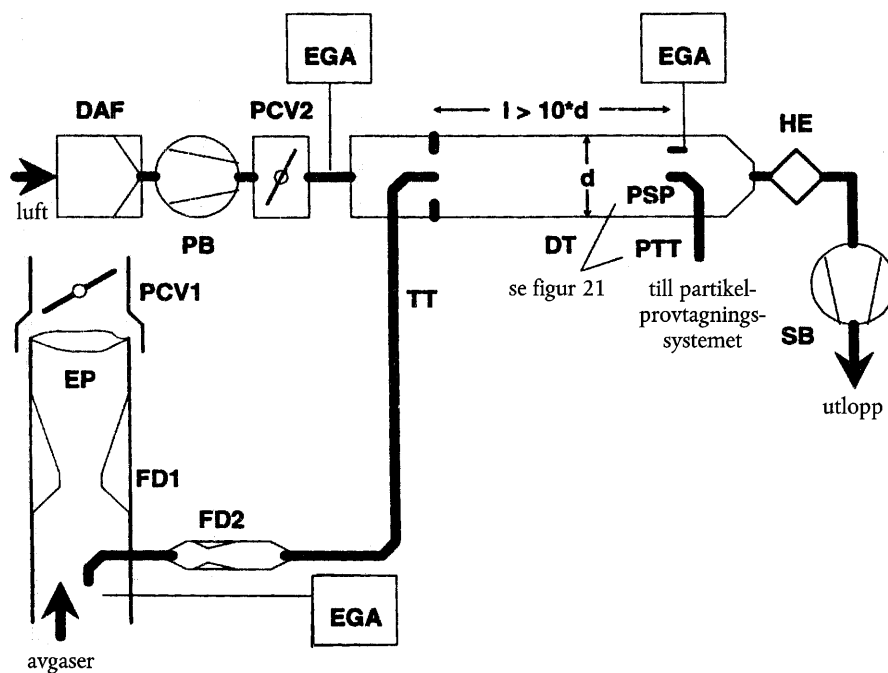 EGA
EGA
DAF
PCV2
l > 10*d
HE
luft
PB
d
PSP
DT
PTT
se figur 21
till partikel-
provtagnings-
systemet
PCV1
TT
SB
EP
utlopp
FD1
FD2
EGA
avgaser